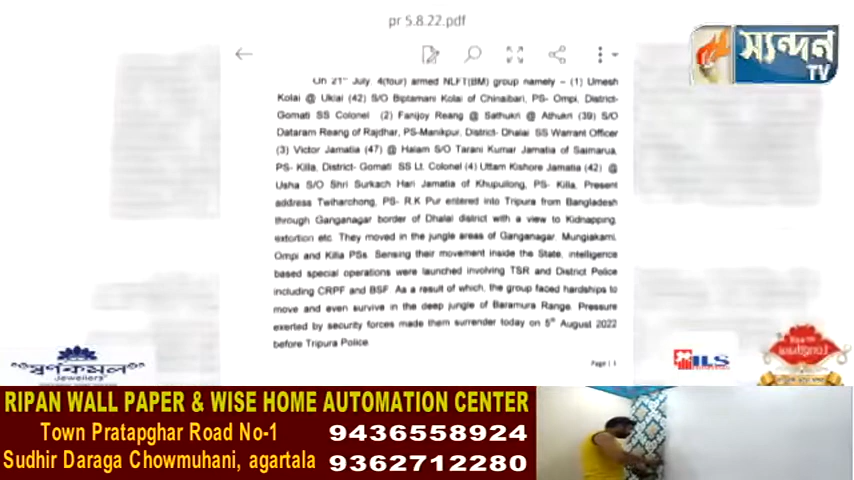 pr 5.8.22.pdf
স্যন্দন
TV
On 21st July, 4(four) armed NLFT(BM) group namely – (1) Umesh
Kolai @ Uklai (42) S/O Biptamani Kolai of Chinaibari, PS- Ompi, District-
Gomati SS Colonel (2) Fanijoy Reang @ Sathukri @ Athukri (39) S/O
Dataram Reang of Rajdhar, PS-Manikpur, District- Dhalai SS Warrant Officer
(3) Victor Jamatia (47) @ Halam S/O Tarani Kumar Jamatia of Saimarua,
PS- Killa, District- Gomati SS Lt. Colonel (4) Uttam Kishore Jamatia (42) @
Usha S/O Shri Surkach Hari Jamatia of Khupuilong, PS- Killa, Present
address Twiharchong, PS- R.K Pur entered into Tripura from Bangladesh
through Ganganagar border of Dhalai district with a view to Kidnapping,
extortion etc. They moved in the jungle areas of Ganganagar, Mungiakami,
Ompi and Killa PSs. Sensing their movement inside the State, intelligence
based special operations were launched involving TSR and District Police
including CRPF and BSF. As a result of which, the group faced hardships to
move and even survive in the deep jungle of Baramura Range. Pressure
exerted by security forces made them surrender today on 5th August 2022
before Tripura Police
Page | 1
স্বর্ণকমল
Jewellers
ILS
RIPAN WALL PAPER & WISE HOME AUTOMATION CENTER
Town Pratapghar Road No-1
9436558924
Sudhir Daraga Chowmuhani, agartala
9362712280